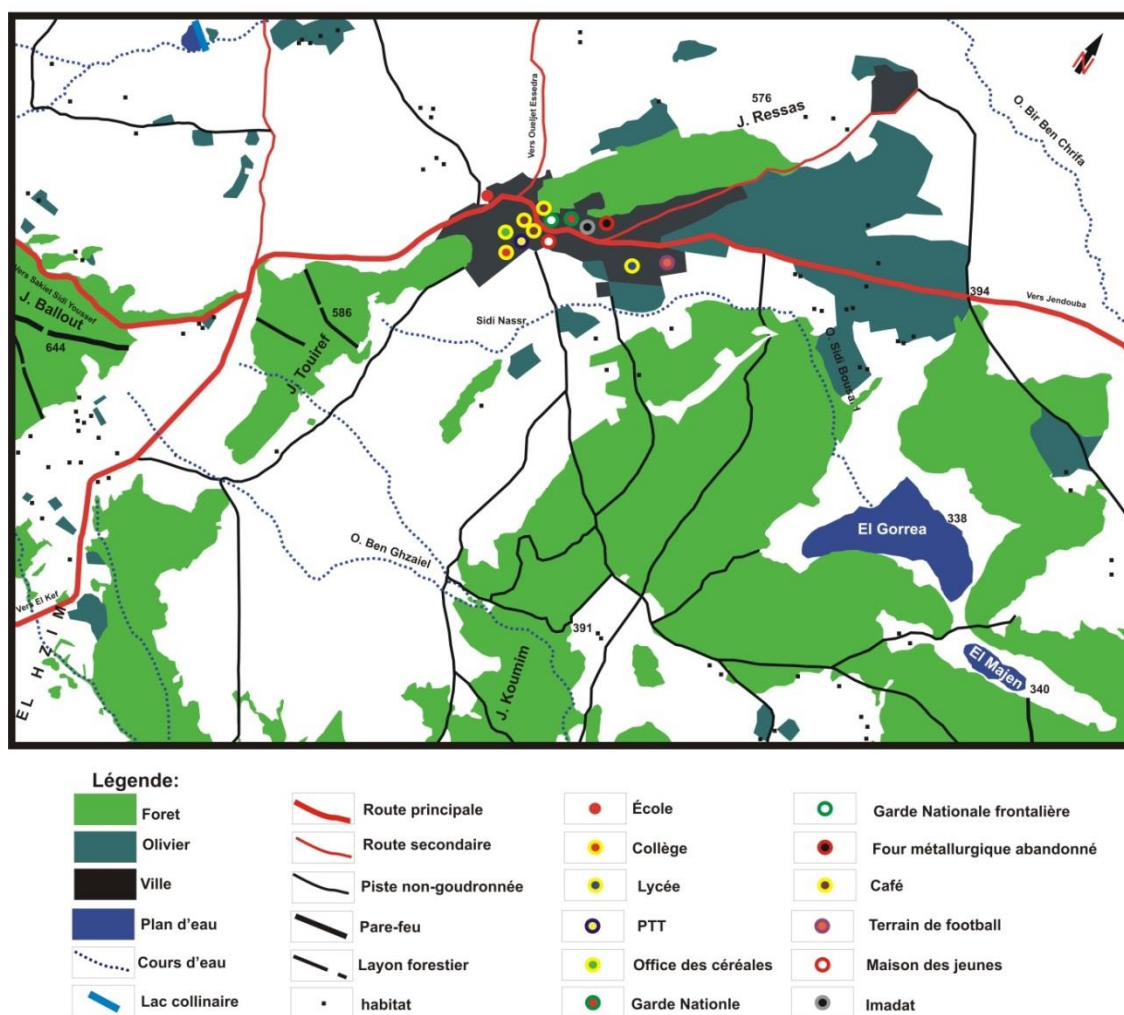 N
576
J. Ressas
O. Bir Ben Chrifa
Vers Oueljet Essedra
Vers Sakiet Sidi Youssef
J. Ballout
644
586
J. Touiref
Sidi Nassr
394
Vers Jendouba
O. Sidi Bousaid
El Gorrea
338
O. Ben Ghzaiel
Vers El Kef
EL HZIM
391
J. Koumim
El Majen
340
Légende:
Foret
Olivier
Ville
Plan d'eau
Cours d'eau
Lac collinaire
Route principale
Route secondaire
Piste non-goudronnée
Pare-feu
Layon forestier
habitat
École
Collège
Lycée
PTT
Office des céréales
Garde Nationle
Garde Nationale frontalière
Four métallurgique abandonné
Café
Terrain de football
Maison des jeunes
Imadat